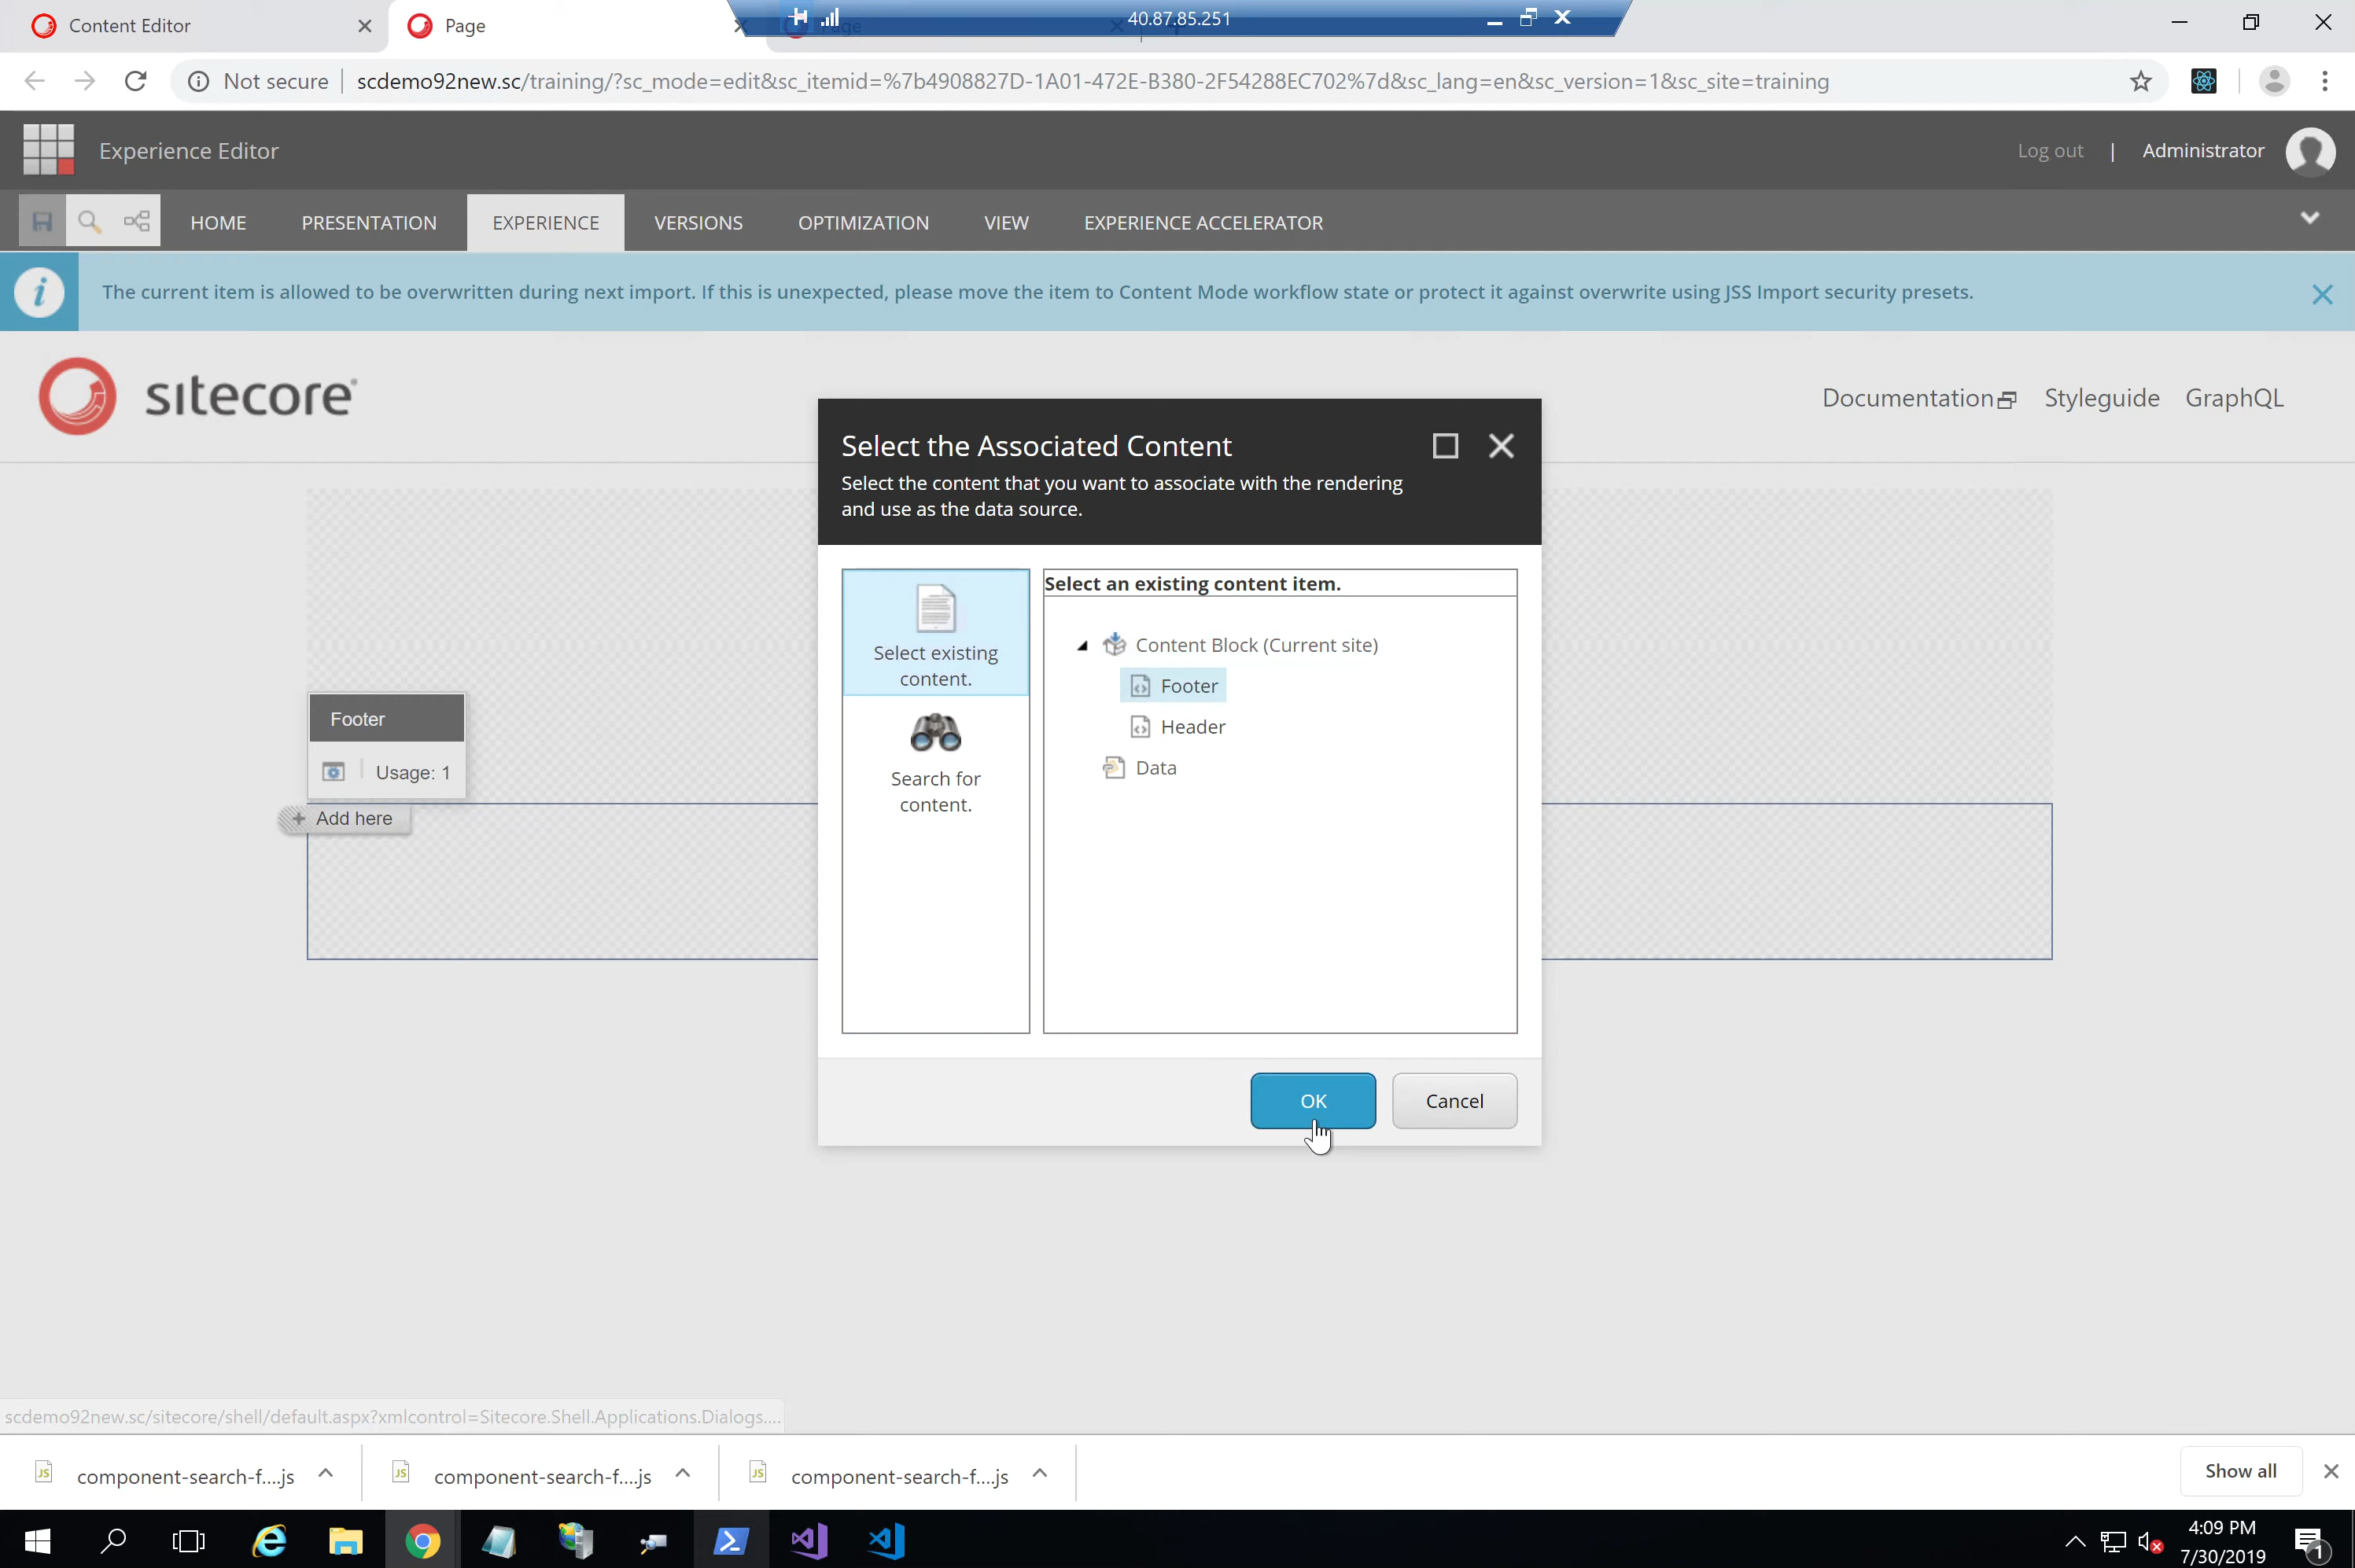 Content Editor
Page
40.87.85.251
Not secure
scdemo92new.sc/training/?sc_mode=edit&sc_itemid=%7b4908827D-1A01-472E-B380-2F54288EC702%7d&sc_lang=en&sc_version=1&sc_site=training
Experience Editor
Log out | Administrator
HOME PRESENTATION EXPERIENCE VERSIONS OPTIMIZATION VIEW EXPERIENCE ACCELERATOR
The current item is allowed to be overwritten during next import. If this is unexpected, please move the item to Content Mode workflow state or protect it against overwrite using JSS Import security presets.
sitecore
Documentation Styleguide GraphQL
Select the Associated Content
Select the content that you want to associate with the rendering
and use as the data source.
Select existing
content.
Search for
content.
Select an existing content item.
Content Block (Current site)
Footer
Header
Data
Footer
Usage: 1
+ Add here
OK
Cancel
scdemo92new.sc/sitecore/shell/default.aspx?xmlcontrol=Sitecore.Shell.Applications.Dialogs....
JS component-search-f....js
JS component-search-f....js
JS component-search-f....js
Show all
4:09 PM
7/30/2019
1